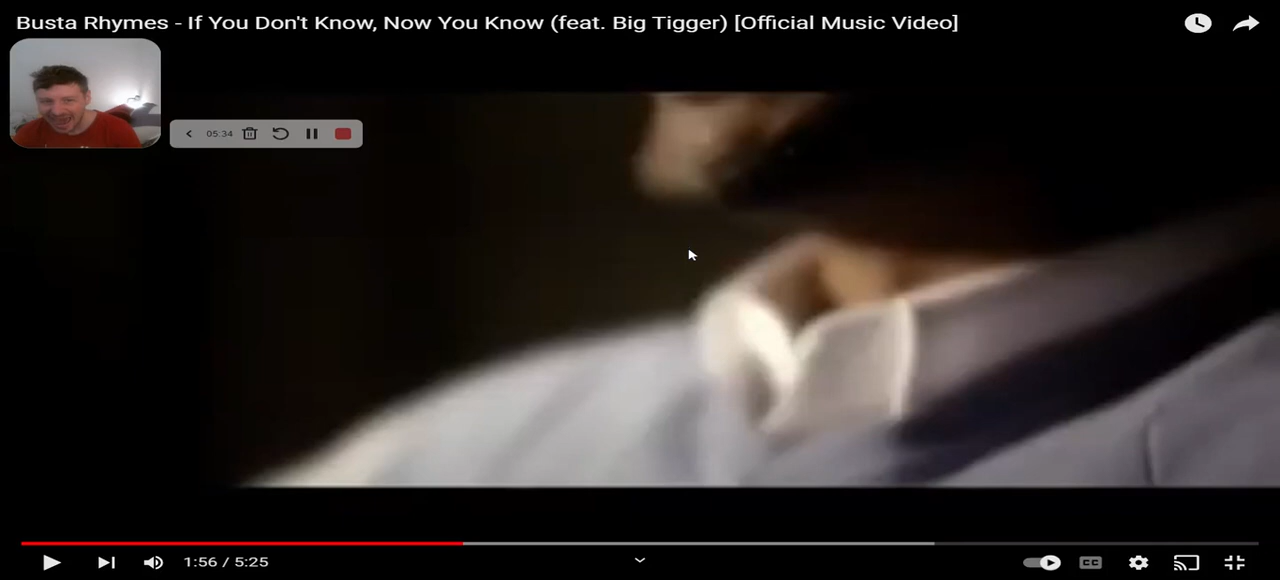 Busta Rhymes - If You Don't Know, Now You Know (feat. Big Tigger) [Official Music Video]
05:34
1:56 / 5:25
CC